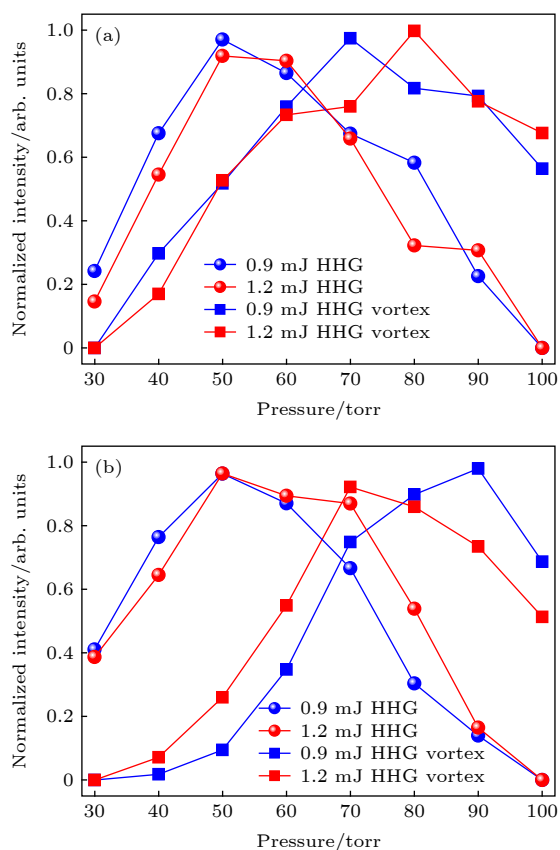 (a)
Normalized intensity/arb. units
1.0
0.8
0.6
0.4
0.2
0
0.9 mJ HHG
1.2 mJ HHG
0.9 mJ HHG vortex
1.2 mJ HHG vortex
30 40 50 60 70 80 90 100
Pressure/torr
(b)
Normalized intensity/arb. units
1.0
0.8
0.6
0.4
0.2
0
0.9 mJ HHG
1.2 mJ HHG
0.9 mJ HHG vortex
1.2 mJ HHG vortex
30 40 50 60 70 80 90 100
Pressure/torr